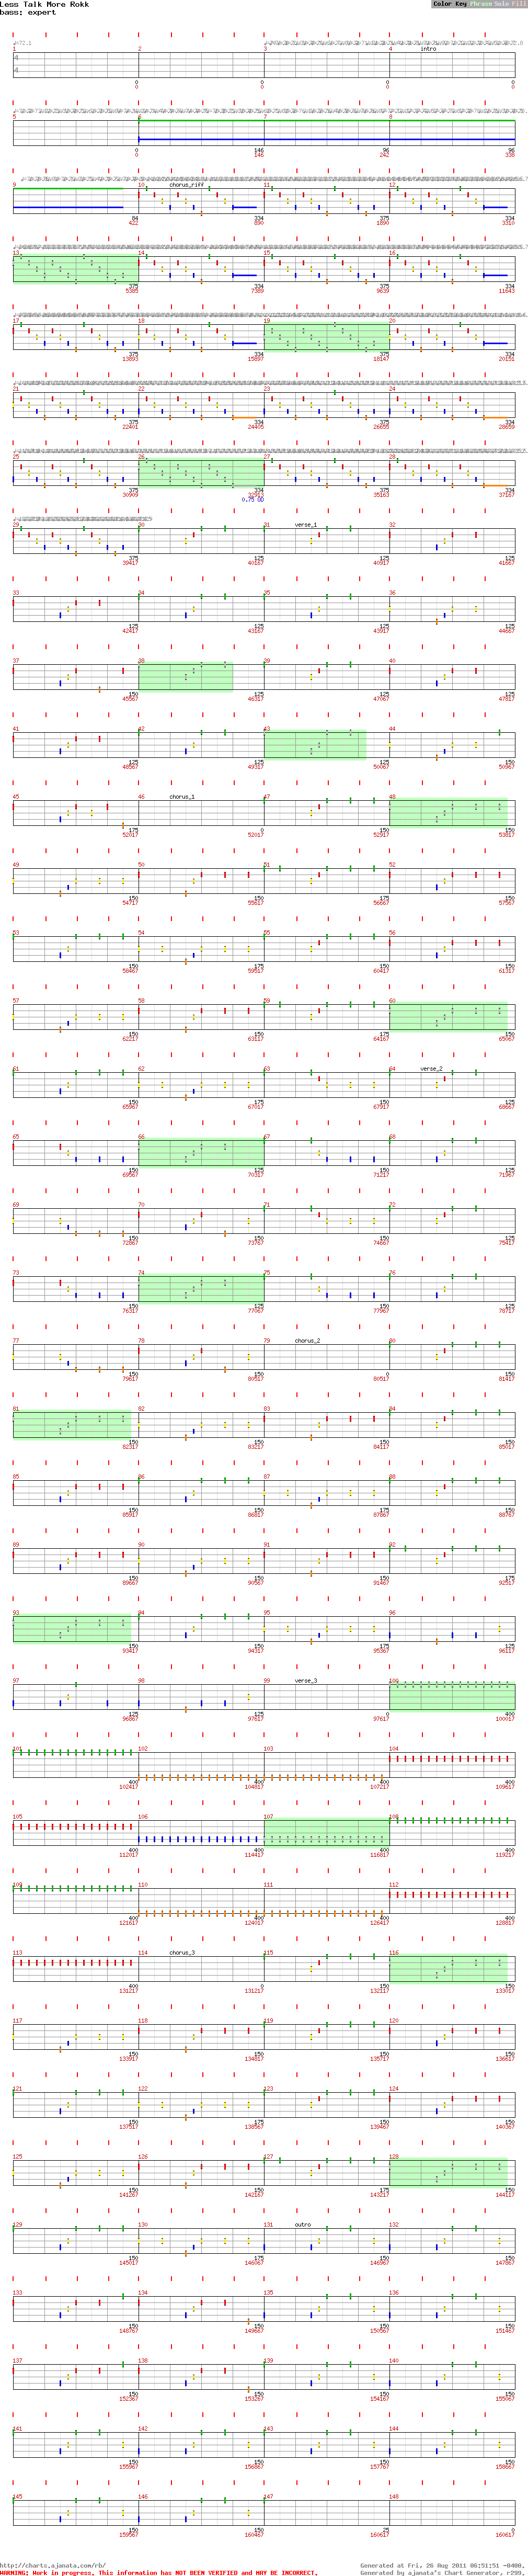 Less Talk More Rokk
Color Key Phrase Solo Fill
bass: expert
♩=72.1
1 2 3 4 intro
4
4
0 0 0
0 0 0
5 6 7 8
0 146 96 96
0 146 242 338
9 10 chorus_riff 11 12
84 334 375 334
422 890 1890 3310
13 14 15 16
375 334 375 334
5385 7389 9639 11643
17 18 19 20
375 334 375 334
13893 15897 18147 20151
21 22 23 24
375 334 375 334
22401 24405 26655 28659
25 26 27 28
375 334 375 334
30909 32913 35163 37167
0.75 OD
29 30 31 verse_1 32
375 125 125 125
39417 40167 40917 41667
33 34 35 36
125 125 125 125
42417 43167 43917 44667
37 38 39 40
150 125 125 125
45567 46317 47067 47817
41 42 43 44
125 125 125 150
48567 49317 50067 50967
45 46 chorus_1 47 48
175 0 150 150
52017 52017 52917 53817
49 50 51 52
150 150 175 150
54717 55617 56667 57567
53 54 55 56
150 175 150 150
58467 59517 60417 61317
57 58 59 60
150 150 175 150
62217 63117 64167 65067
61 62 63 64 verse_2
150 175 150 125
65967 67017 67917 68667
65 66 67 68
150 125 150 125
69567 70317 71217 71967
69 70 71 72
150 150 150 125
72867 73767 74667 75417
73 74 75 76
150 125 150 125
76317 77067 77967 78717
77 78 79 chorus_2 80
150 150 0 150
79617 80517 80517 81417
81 82 83 84
150 150 150 150
82317 83217 84117 85017
85 86 87 88
150 150 175 150
85917 86817 87867 88767
89 90 91 92
150 150 150 175
89667 90567 91467 92517
93 94 95 96
150 150 175 125
93417 94317 95367 96117
97 98 99 verse_3 100
125 125 0 400
96867 97617 97617 100017
101 102 103 104
400 400 400 400
102417 104817 107217 109617
105 106 107 108
400 400 400 400
112017 114417 116817 119217
109 110 111 112
400 400 400 400
121617 124017 126417 128817
113 114 chorus_3 115 116
400 0 150 150
131217 131217 132117 133017
117 118 119 120
150 150 150 150
133917 134817 135717 136617
121 122 123 124
150 175 150 150
137517 138567 139467 140367
125 126 127 128
150 150 175 150
141267 142167 143217 144117
129 130 131 outro 132
150 175 150 150
145017 146067 146967 147867
133 134 135 136
150 150 150 150
148767 149667 150567 151467
137 138 139 140
150 150 150 150
152367 153267 154167 155067
141 142 143 144
150 150 150 150
155967 156867 157767 158667
145 146 147 148
150 150 25 0
159567 160467 160617 160617
http://charts.ajanata.com/rb/
Generated at Fri, 26 Aug 2011 06:51:51 -0400.
WARNING: Work in progress. This information has NOT BEEN VERIFIED and MAY BE INCORRECT.
Generated by ajanata's Chart Generator, r299.